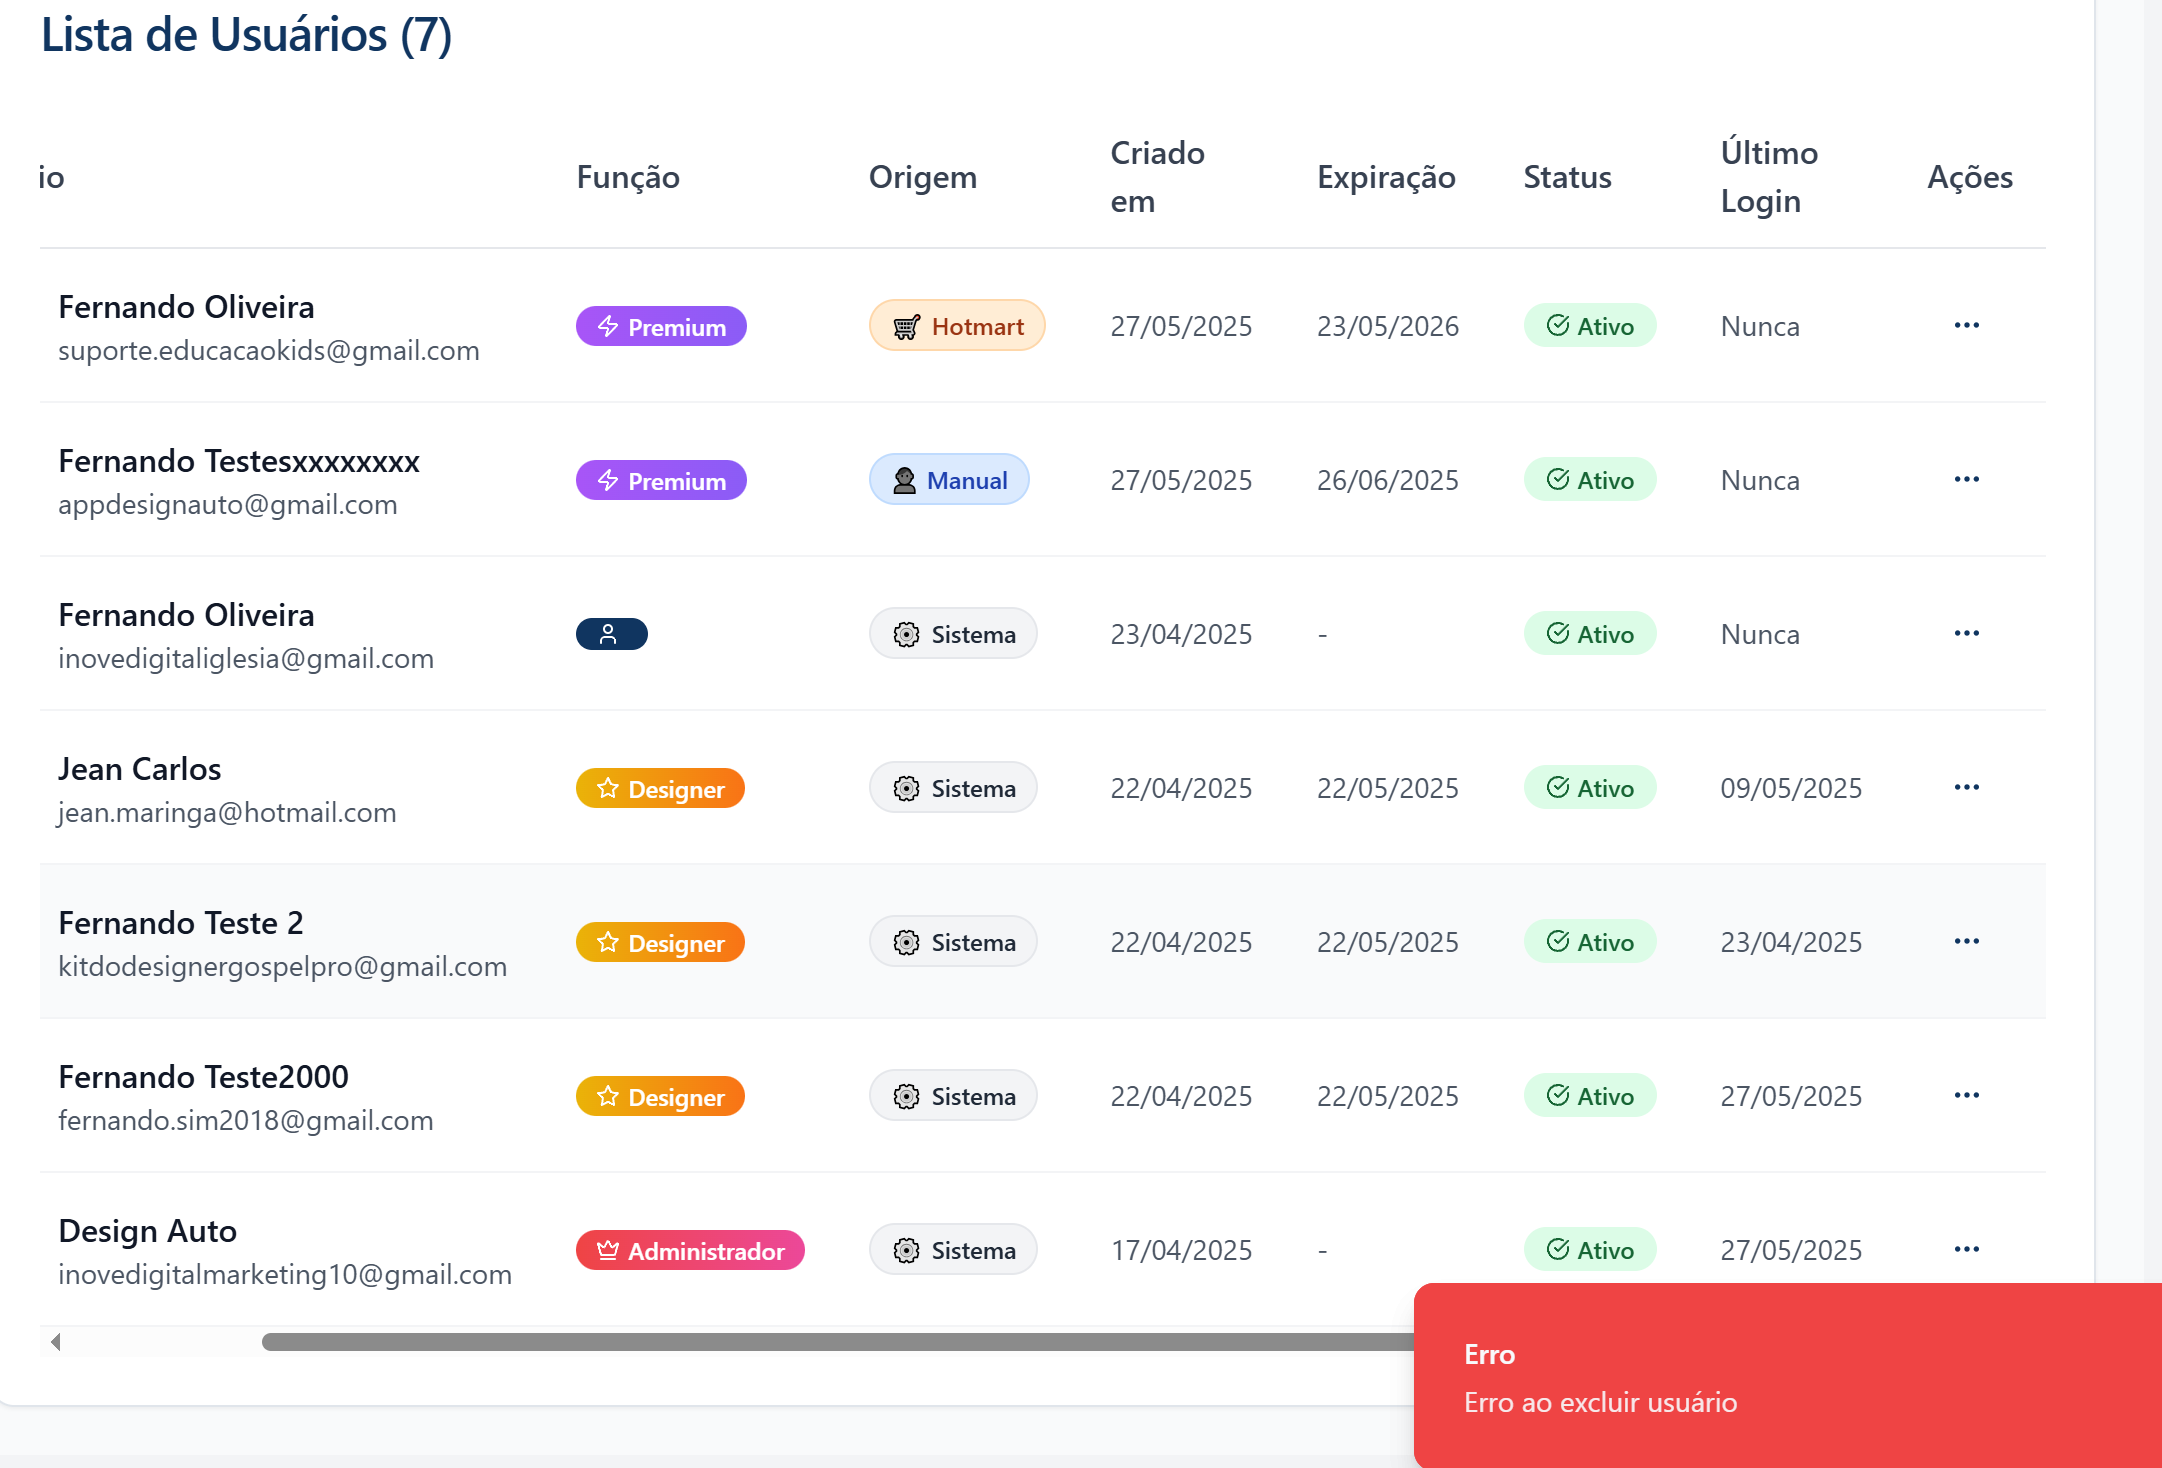 Lista de Usuários (7)
io Função Origem Criado em Expiração Status Último Login Ações
Fernando Oliveira
suporte.educacaokids@gmail.com
Premium Hotmart 27/05/2025 23/05/2026 Ativo Nunca
Fernando Testesxxxxxxxx
appdesignauto@gmail.com
Premium Manual 27/05/2025 26/06/2025 Ativo Nunca
Fernando Oliveira
inovedigitaliglesia@gmail.com
Sistema 23/04/2025 - Ativo Nunca
Jean Carlos
jean.maringa@hotmail.com
Designer Sistema 22/04/2025 22/05/2025 Ativo 09/05/2025
Fernando Teste 2
kitdodesignergospelpro@gmail.com
Designer Sistema 22/04/2025 22/05/2025 Ativo 23/04/2025
Fernando Teste2000
fernando.sim2018@gmail.com
Designer Sistema 22/04/2025 22/05/2025 Ativo 27/05/2025
Design Auto
inovedigitalmarketing10@gmail.com
Administrador Sistema 17/04/2025 - Ativo 27/05/2025
Erro
Erro ao excluir usuário